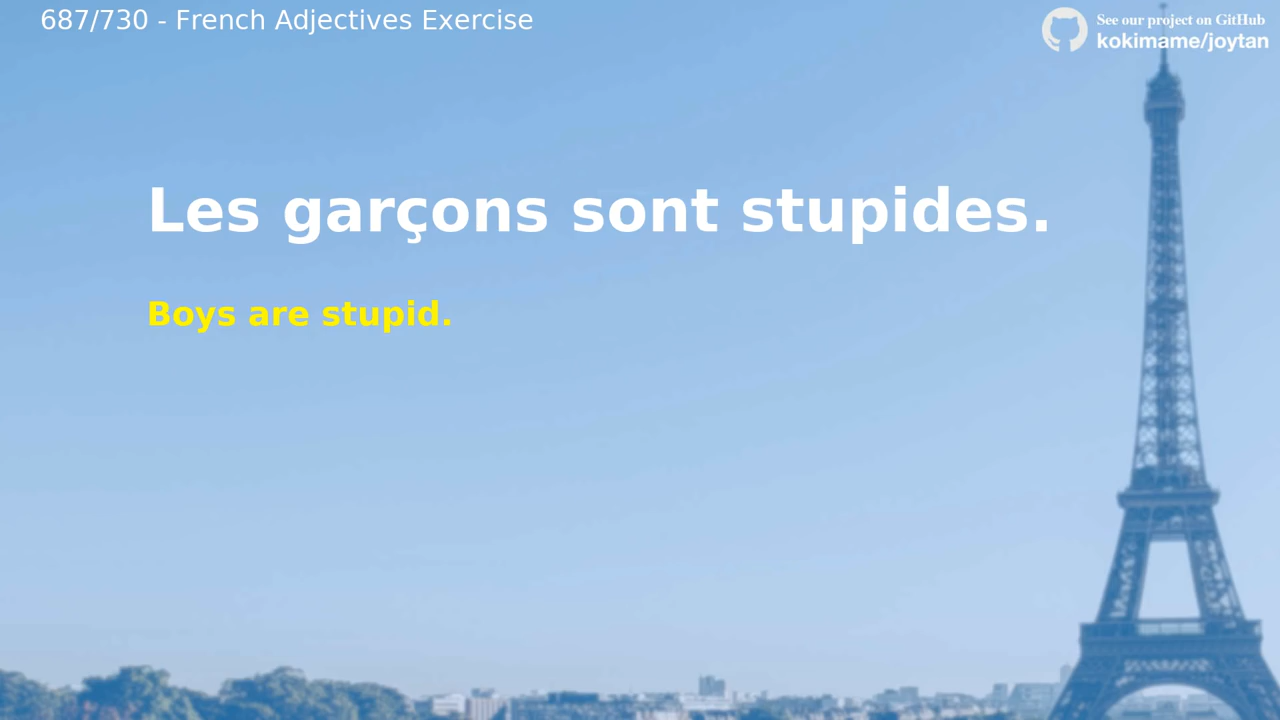 687/730 - French Adjectives Exercise
See our project on GitHub
kokimame/joytan
Les garçons sont stupides.
Boys are stupid.